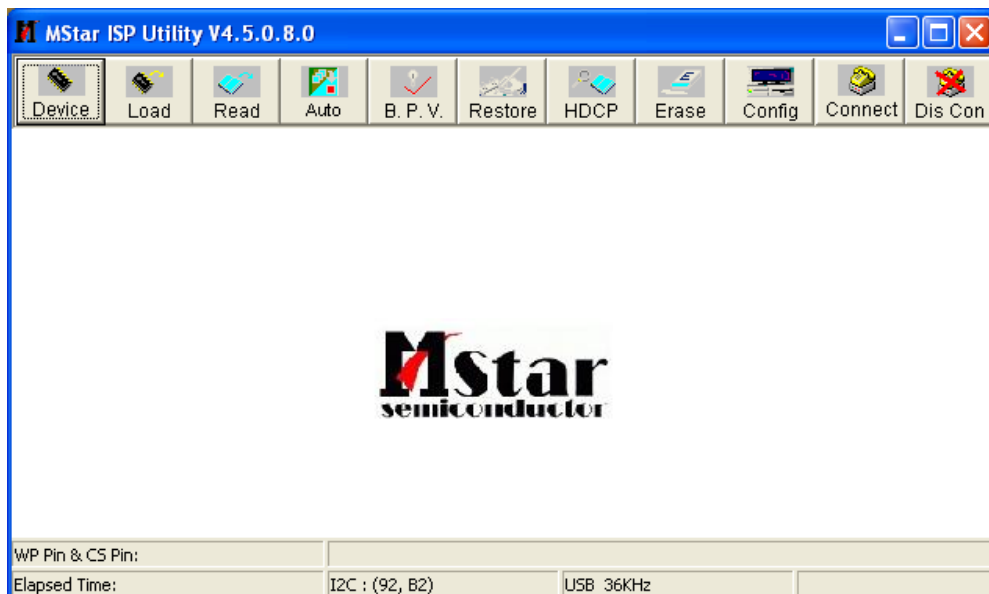 MStar ISP Utility V4.5.0.8.0
Device Load Read Auto B. P. V. Restore HDCP Erase Config Connect Dis Con
Mstar
semiconductor
WP Pin & CS Pin:
Elapsed Time: I2C : (92, B2) USB 36KHz